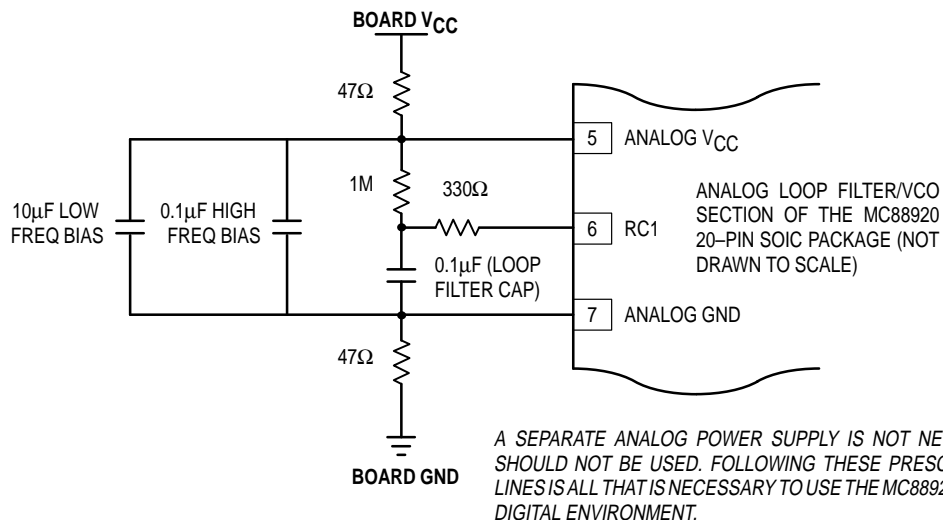 BOARD VCC
47Ω
5 ANALOG VCC
1M
330Ω
10µF LOW
FREQ BIAS
0.1µF HIGH
FREQ BIAS
6 RC1
ANALOG LOOP FILTER/VCO
SECTION OF THE MC88920
20–PIN SOIC PACKAGE (NOT
DRAWN TO SCALE)
0.1µF (LOOP
FILTER CAP)
7 ANALOG GND
47Ω
BOARD GND
A SEPARATE ANALOG POWER SUPPLY IS NOT NE
SHOULD NOT BE USED. FOLLOWING THESE PRESC
LINES IS ALL THAT IS NECESSARY TO USE THE MC8892
DIGITAL ENVIRONMENT.